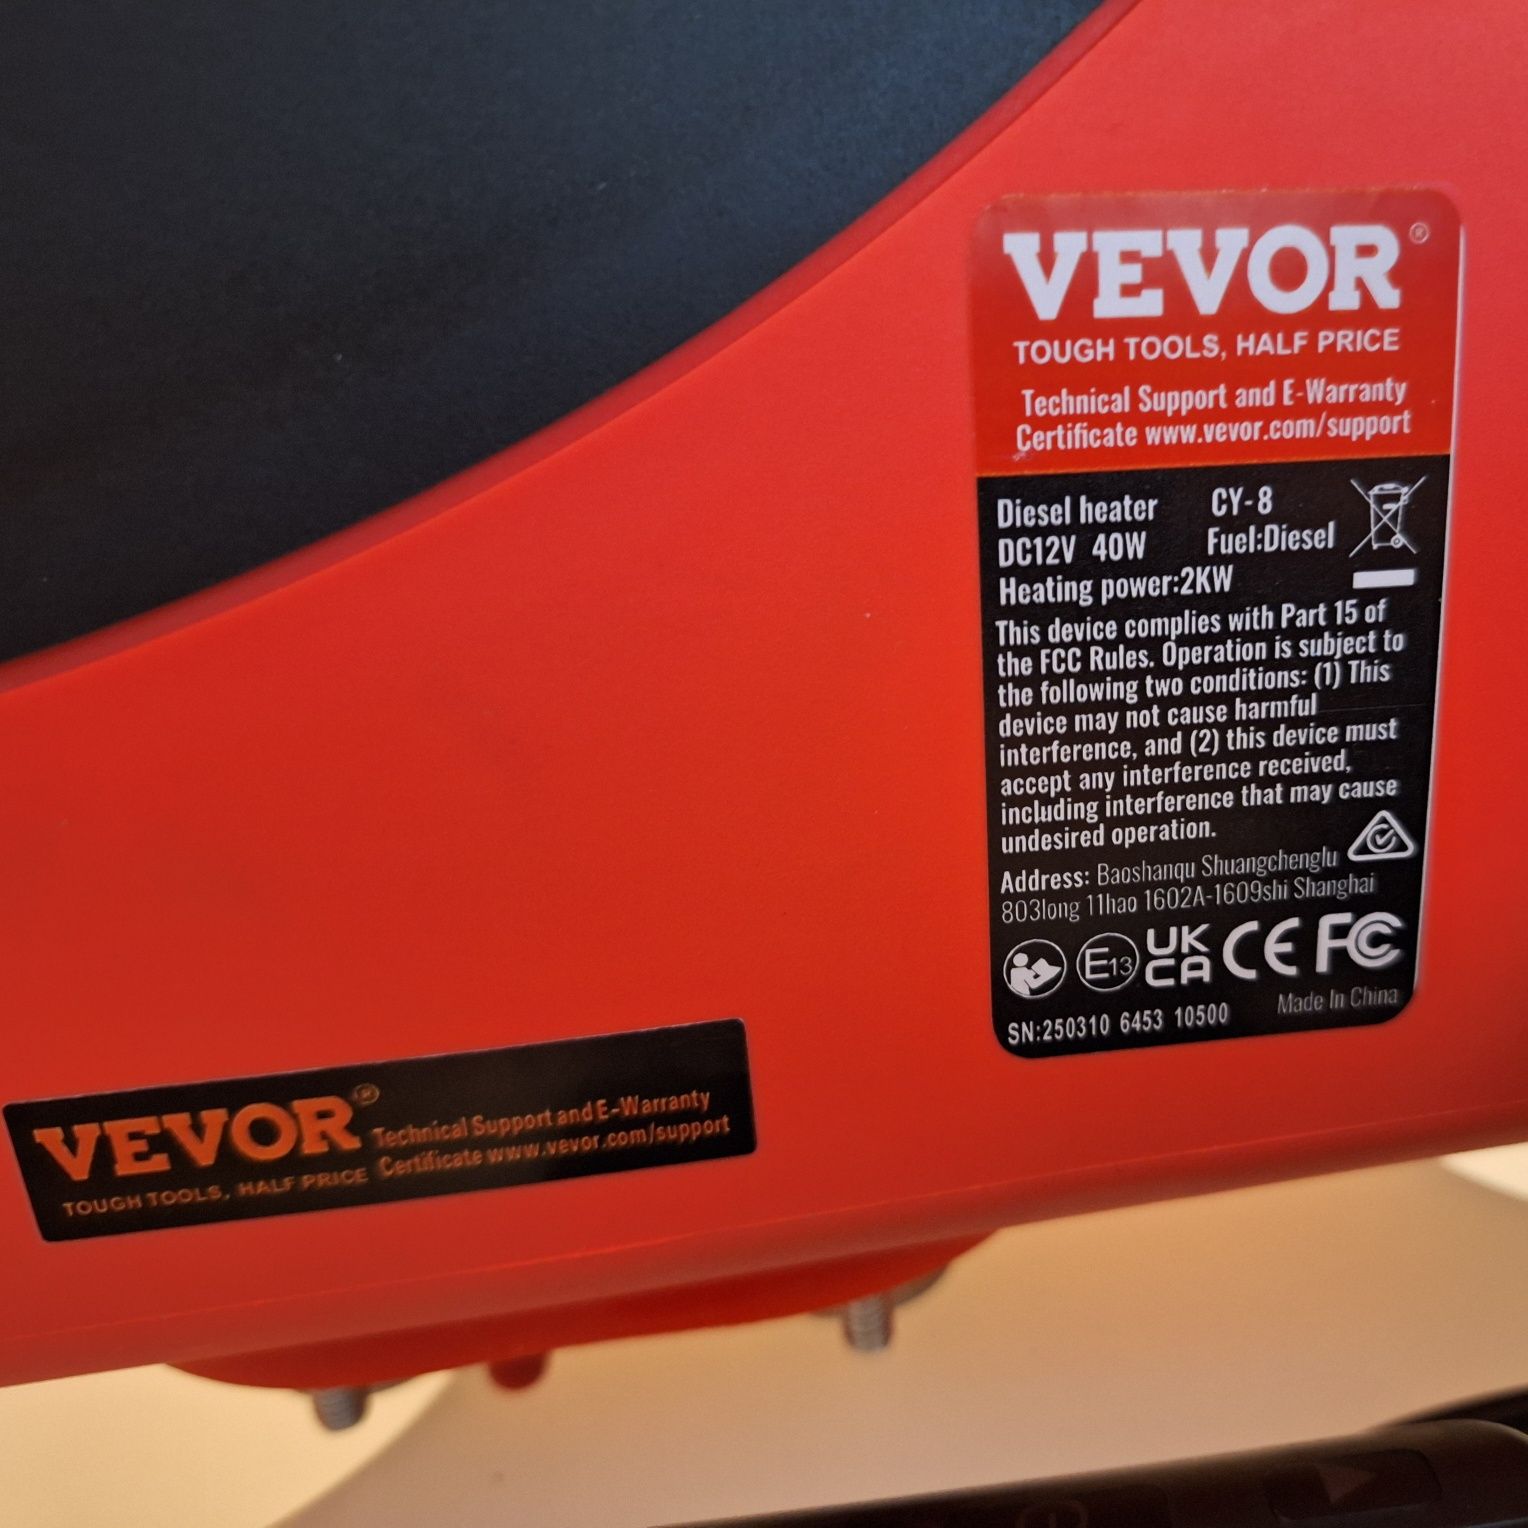 VEVOR®
TOUGH TOOLS, HALF PRICE
Technical Support and E-Warranty
Certificate www.vevor.com/support
Diesel heater CY-8
DC12V 40W Fuel:Diesel
Heating power:2KW
This device complies with Part 15 of
the FCC Rules. Operation is subject to
the following two conditions: (1) This
device may not cause harmful
interference, and (2) this device must
accept any interference received,
including interference that may cause
undesired operation.
Address: Baoshanqu Shuangchenglu
803long 11hao 1602A-1609shi Shanghai
E13 UK CA CE FC
SN:250310 6453 10500 Made In China
VEVOR®
TOUGH TOOLS, HALF PRICE
Technical Support and E-Warranty
Certificate www.vevor.com/support